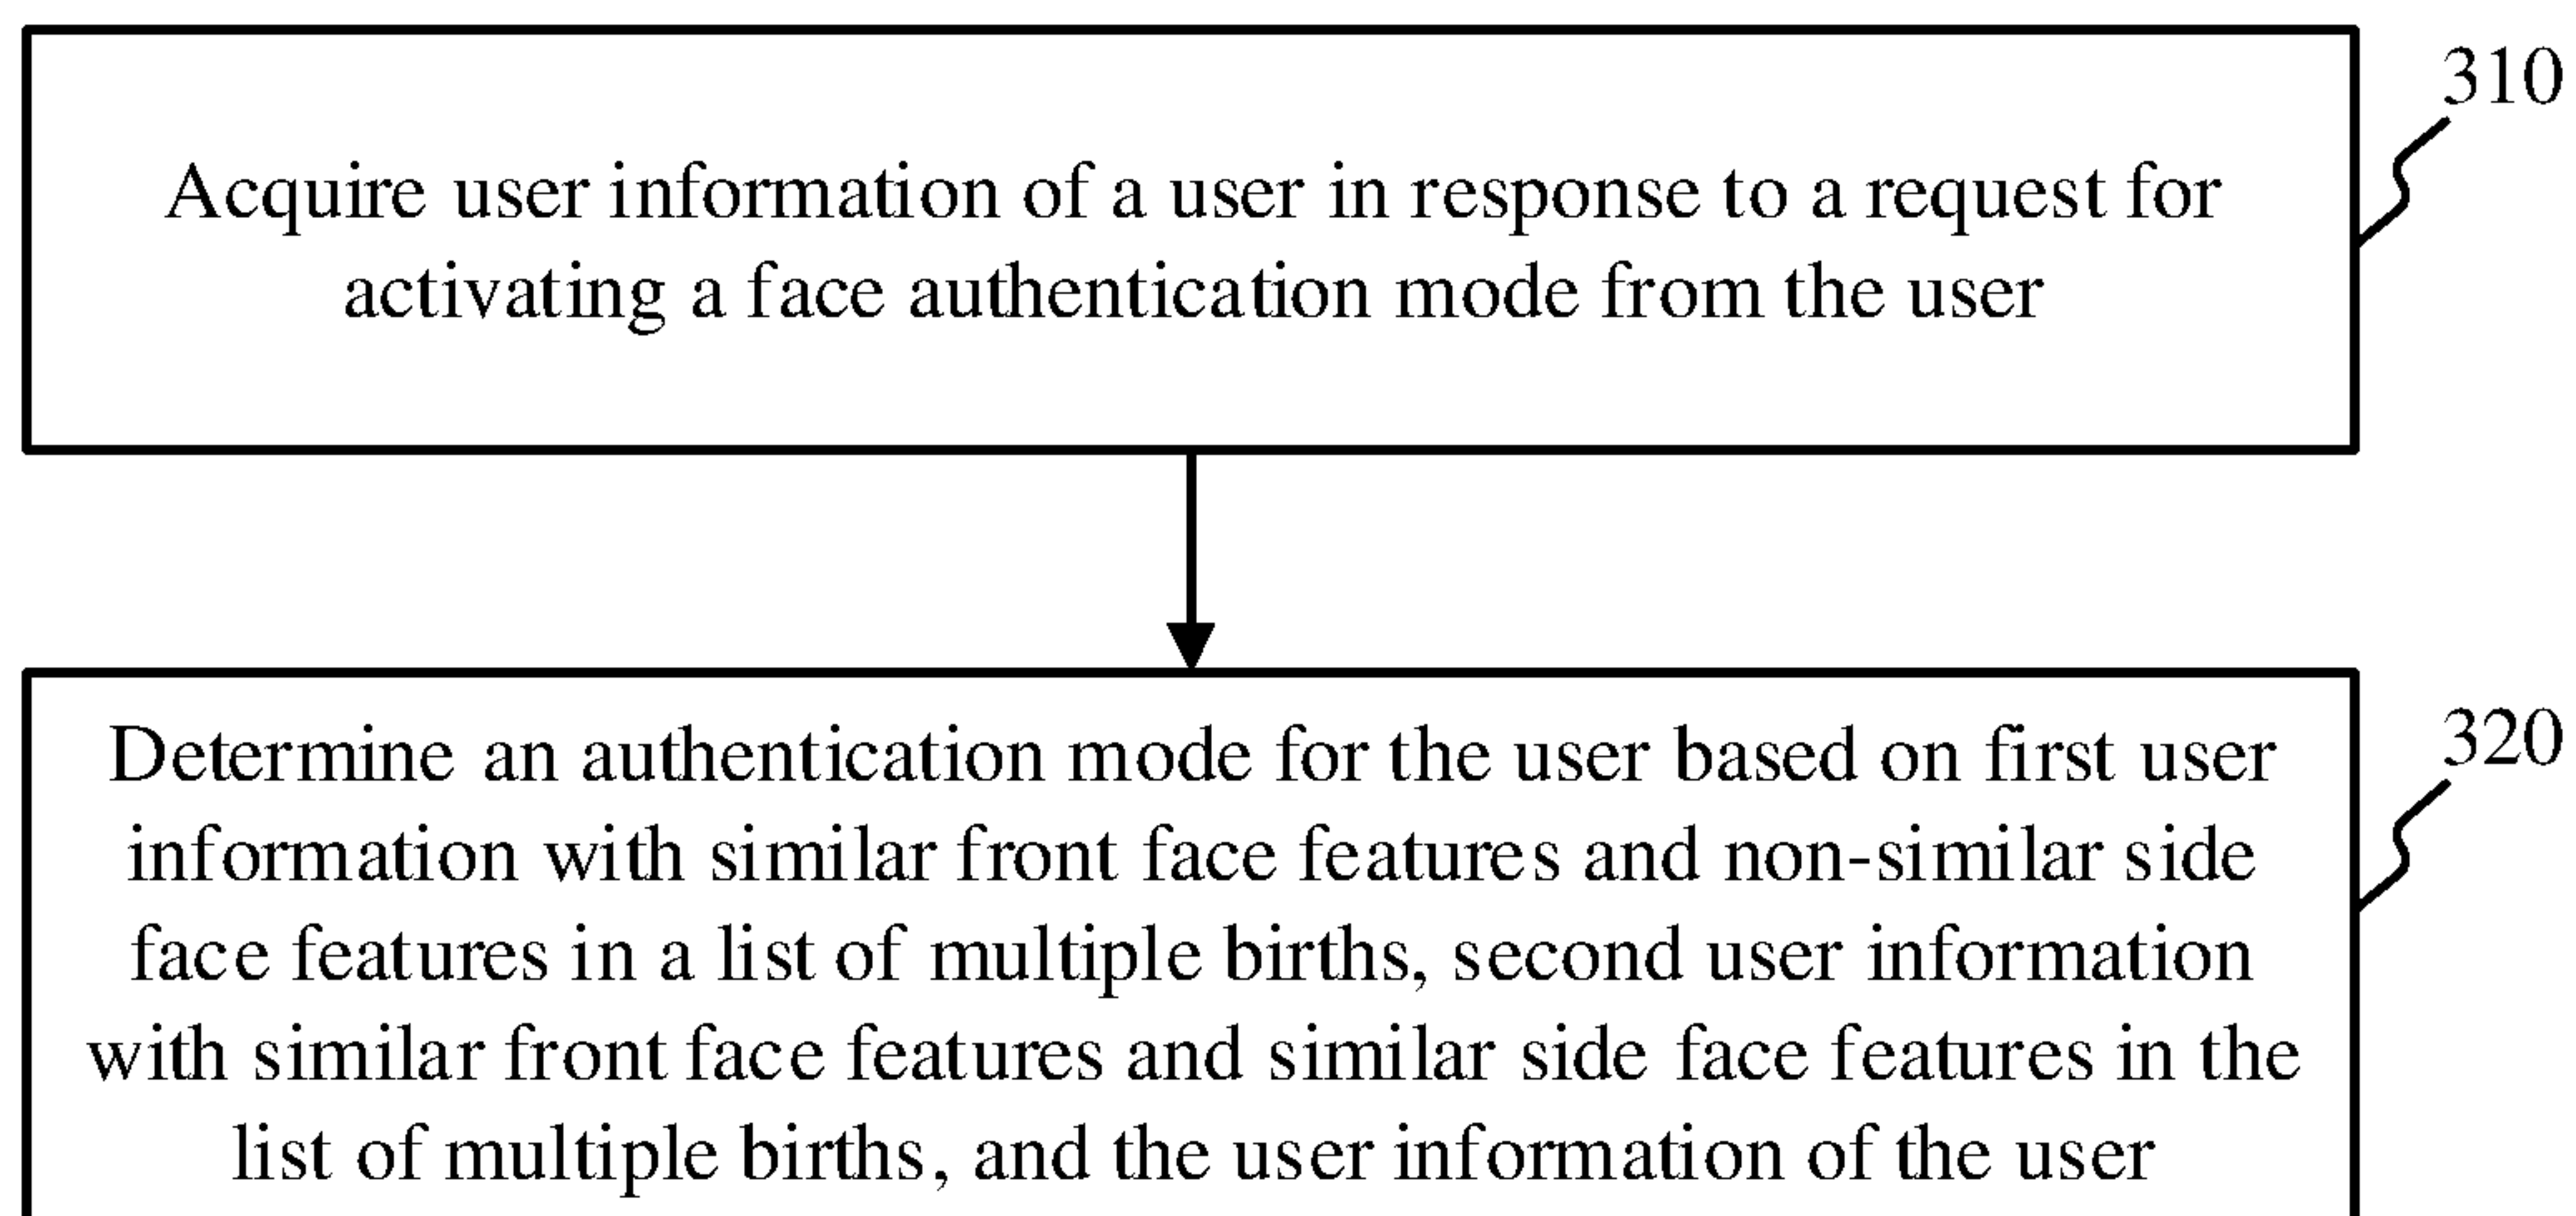 310
Acquire user information of a user in response to a request for
activating a face authentication mode from the user
320
Determine an authentication mode for the user based on first user
information with similar front face features and non-similar side
face features in a list of multiple births, second user information
with similar front face features and similar side face features in the
list of multiple births, and the user information of the user